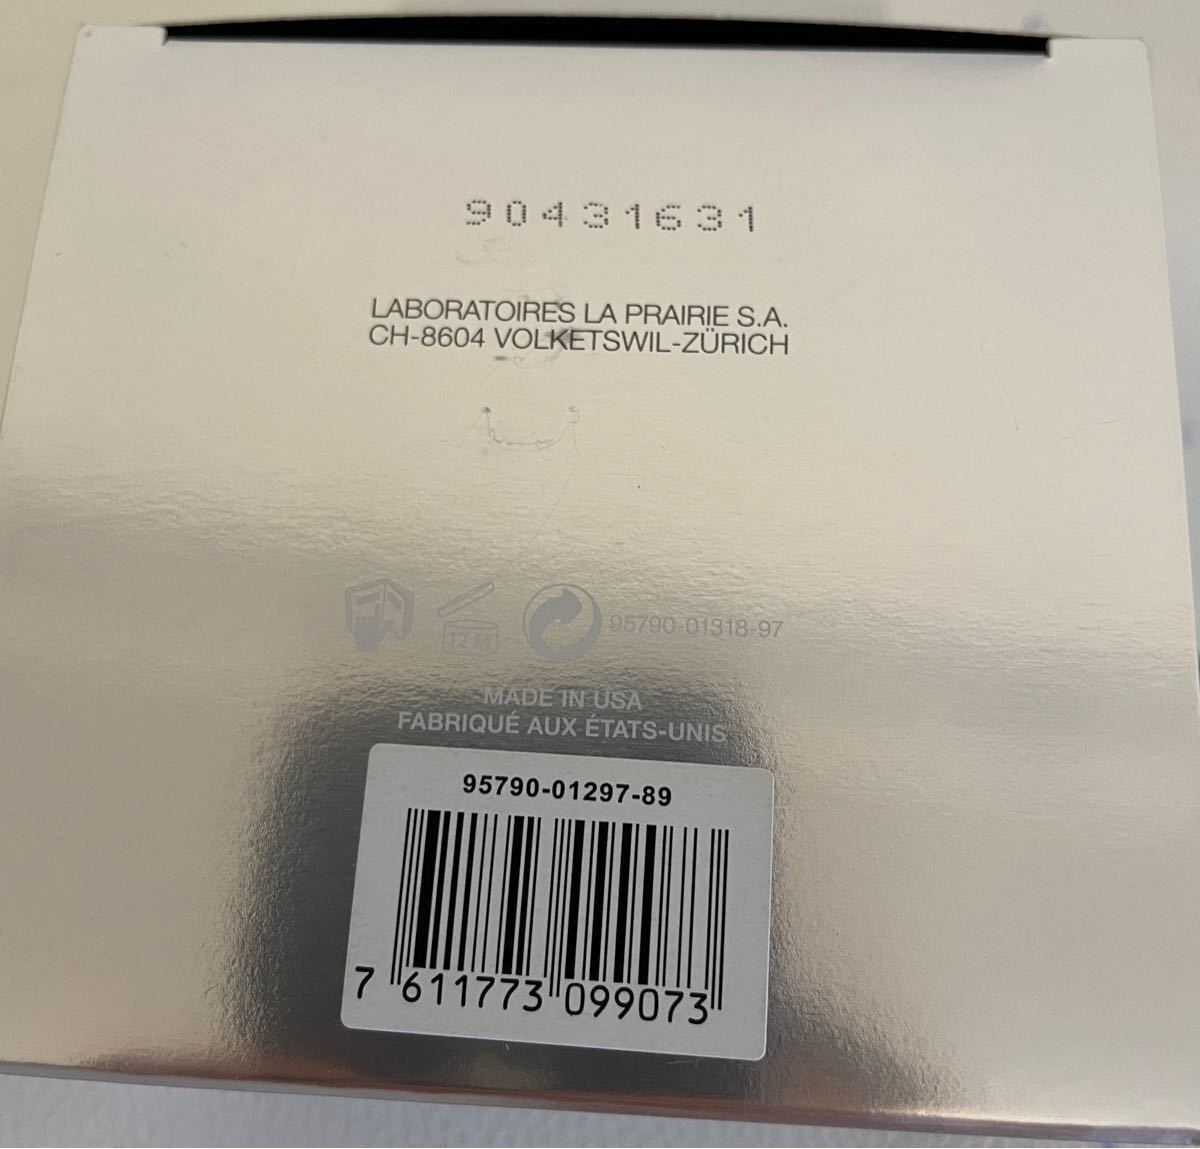 90431631
LABORATOIRES LA PRAIRIE S.A.
CH-8604 VOLKETSWIL-ZÜRICH
12 M
95790-01318-97
MADE IN USA
FABRIQUÉ AUX ÉTATS-UNIS
95790-01297-89
7 611773 099073